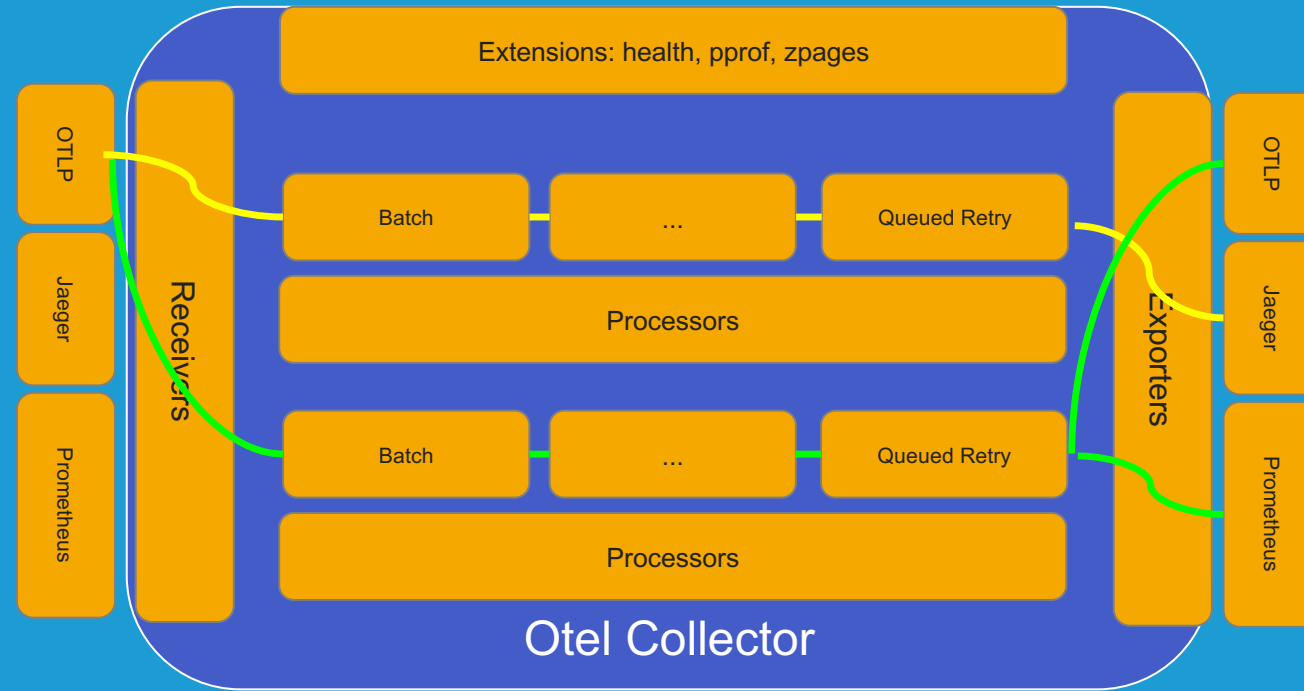 Extensions: health, pprof, zpages
OTLP
Jaeger
Prometheus
Receivers
Batch
...
Queued Retry
Processors
Batch
...
Queued Retry
Processors
Exporters
OTLP
Jaeger
Prometheus
Otel Collector